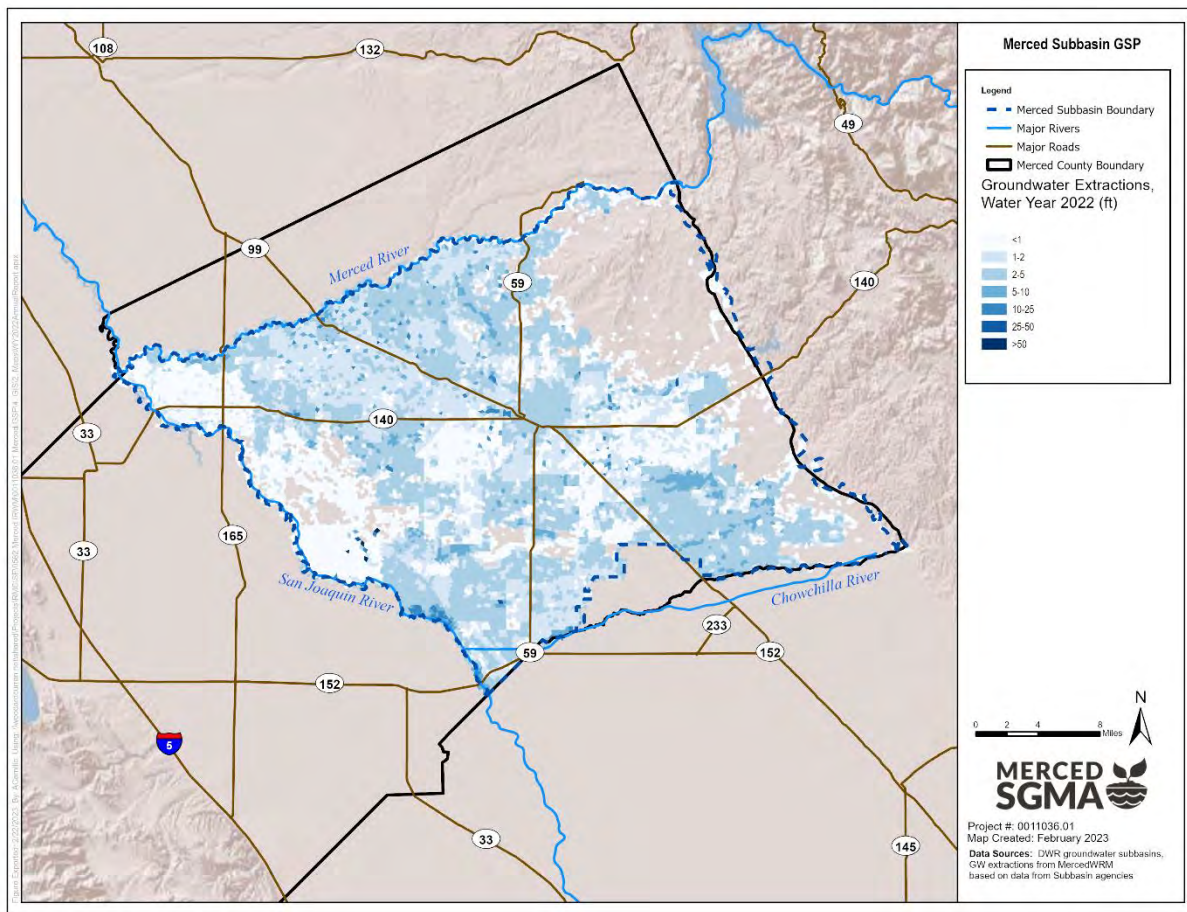 Merced Subbasin GSP
Legend
Merced Subbasin Boundary
Major Rivers
Major Roads
Merced County Boundary
Groundwater Extractions,
Water Year 2022 (ft)
<1
1-2
2-5
5-10
10-25
25-50
>50
108
132
49
99
Merced River
59
140
140
33
33
165
San Joaquin River
Chowchilla River
233
59
152
152
5
33
145
N
0 2 4 8
Miles
MERCED
SGMA
Project #: 0011036.01
Map Created: February 2023
Data Sources: DWR groundwater subbasins,
GW extractions from MercedWRM
based on data from Subbasin agencies